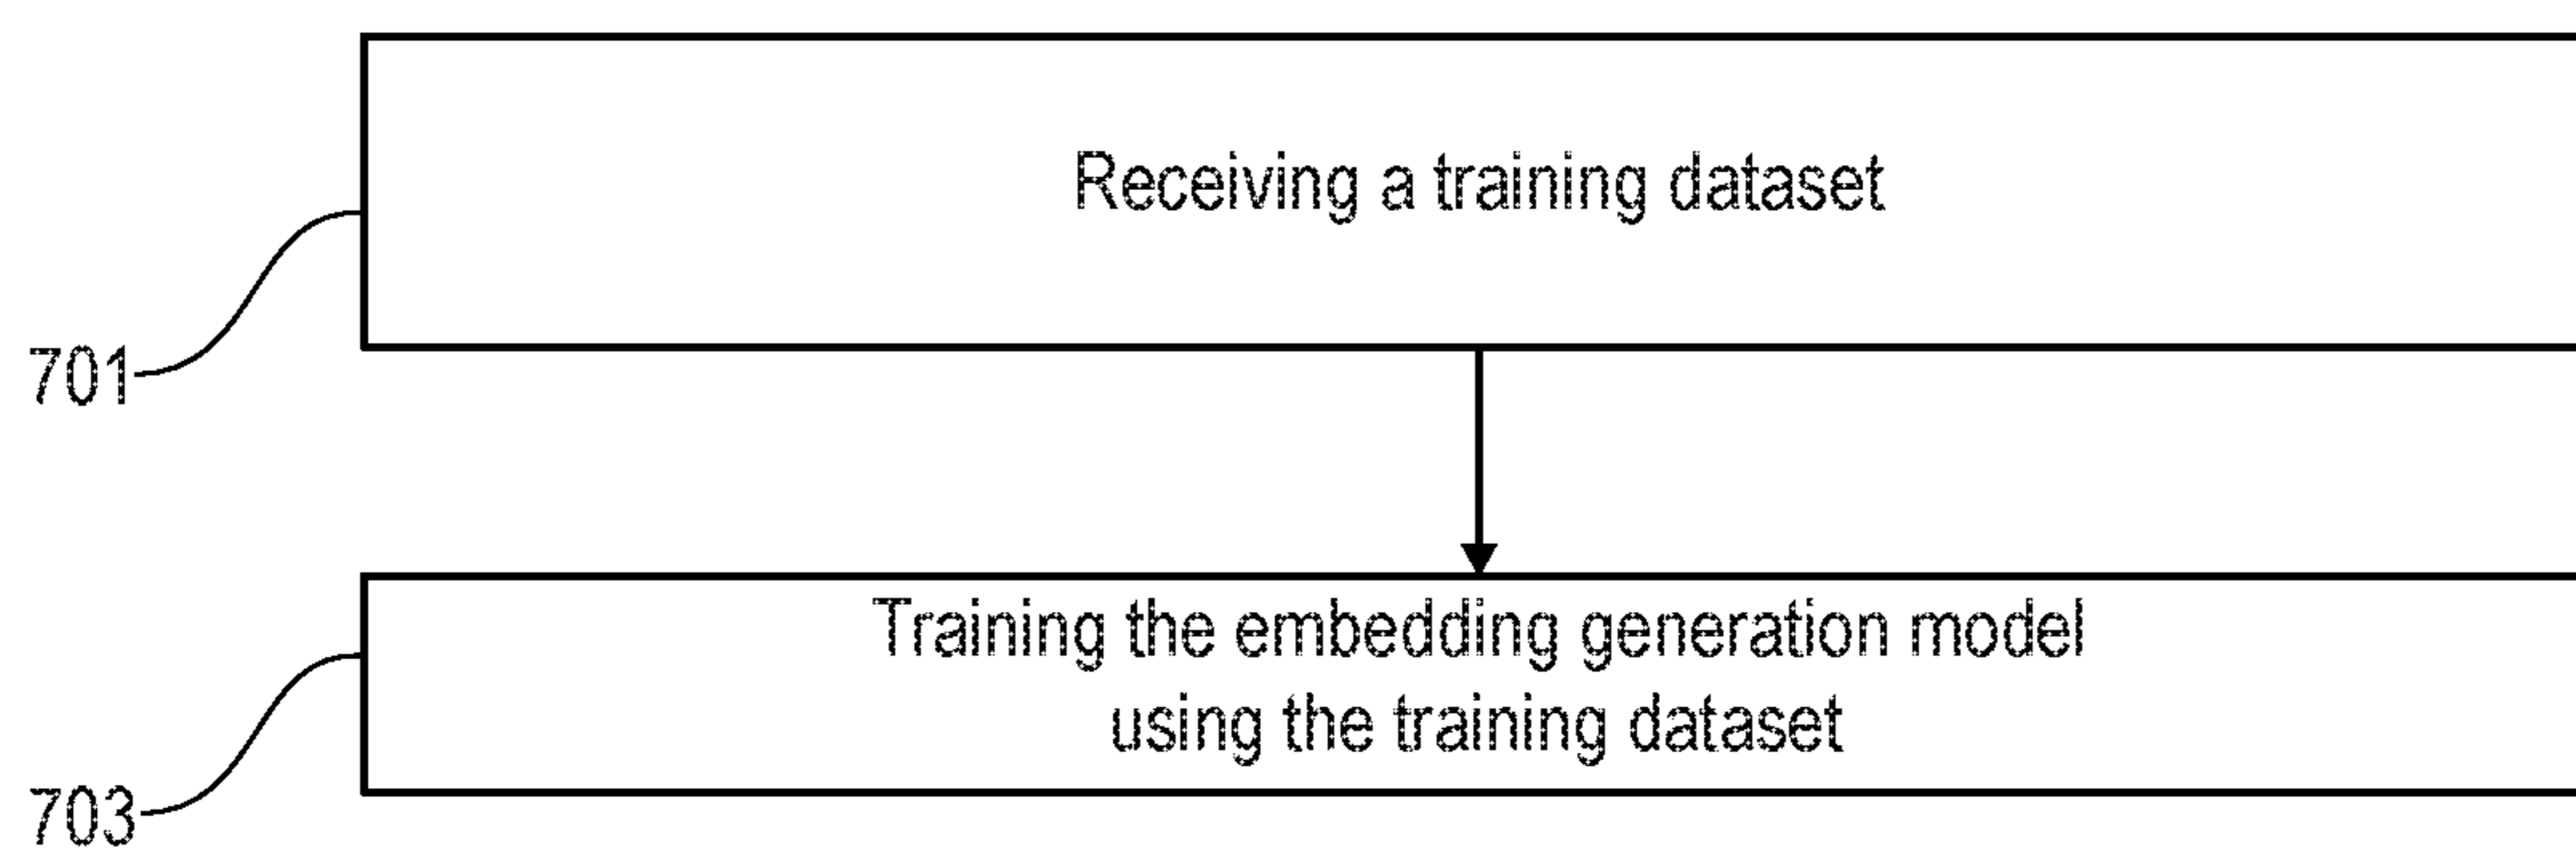 Receiving a training dataset
701
Training the embedding generation model
using the training dataset
703